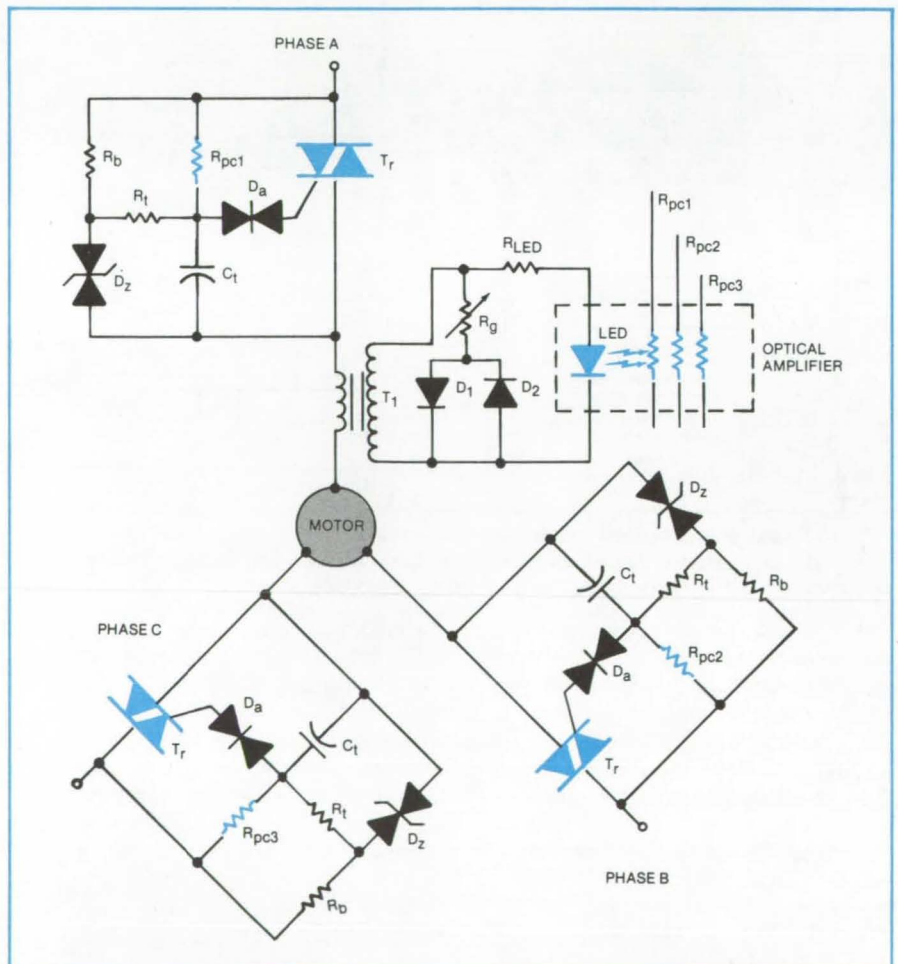 PHASE A
Rb
Rpc1
Tr
Da
Rt
Dz
Ct
RLED
Rpc1
Rpc2
Rpc3
Rg
LED
OPTICAL
AMPLIFIER
T1
D1
D2
MOTOR
Dz
Ct
Rt
Rb
Rpc2
Da
Tr
PHASE B
PHASE C
Da
Ct
Tr
Rpc3
Rt
Dz
Rb